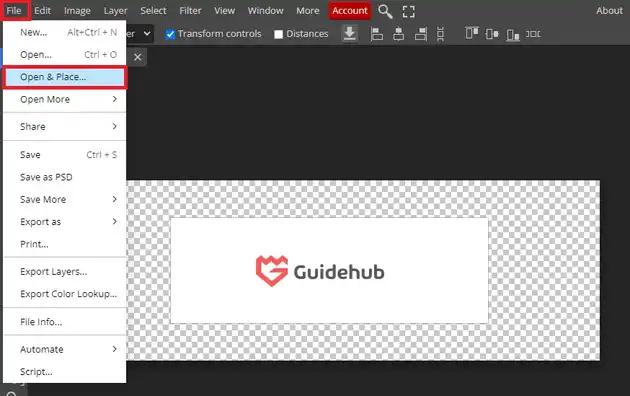 File Edit Image Layer Select Filter View Window More Account About
New... Alt+Ctrl + N
er Transform controls Distances
Open... Ctrl + O
Open & Place...
Open More
Share
Save Ctrl + S
Save as PSD
Save More
Export as
Print...
Guidehub
Export Layers...
Export Color Lookup...
File Info...
Automate
Script...